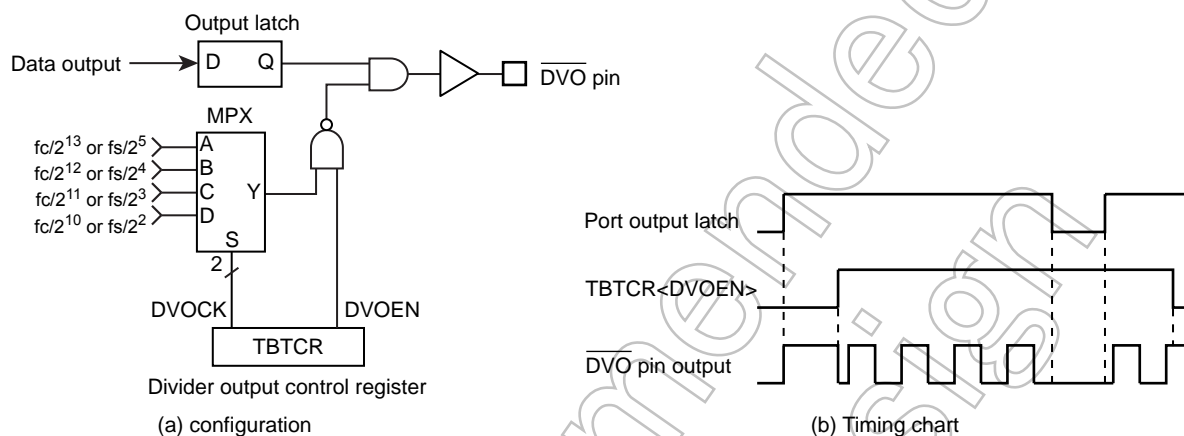 Output latch
Data output
D Q
DVO pin
MPX
fc/2^13 or fs/2^5
fc/2^12 or fs/2^4
fc/2^11 or fs/2^3
fc/2^10 or fs/2^2
A
B
C
D
Y
S
2
DVOCK
DVOEN
TBTCR
Divider output control register
(a) configuration
Port output latch
TBTCR<DVOEN>
DVO pin output
(b) Timing chart
mende
sign